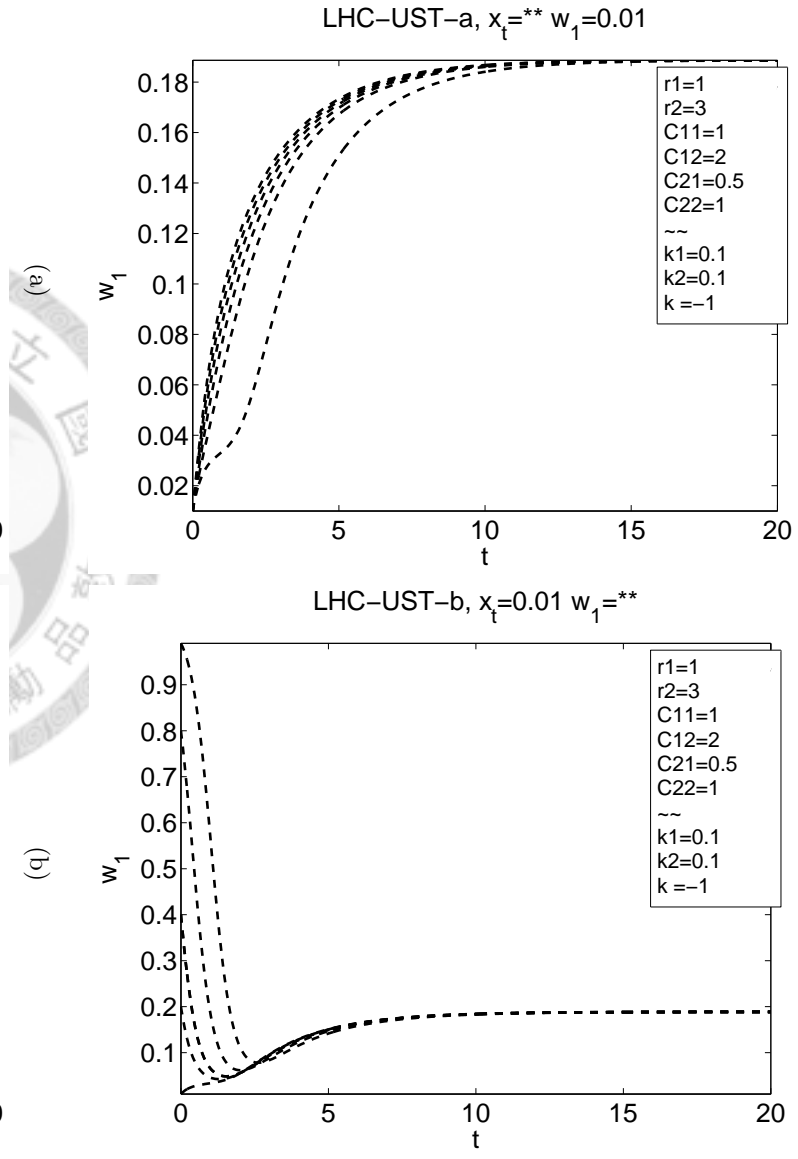 LHC−UST−a, x_t=** w_1=0.01
0.18
0.16
0.14
0.12
0.1
0.08
0.06
0.04
0.02
w_1
(a)
0 5 10 15 20
t
r1=1
r2=3
C11=1
C12=2
C21=0.5
C22=1
~~
k1=0.1
k2=0.1
k =−1
LHC−UST−b, x_t=0.01 w_1=**
0.9
0.8
0.7
0.6
0.5
0.4
0.3
0.2
0.1
w_1
(b)
0 5 10 15 20
t
r1=1
r2=3
C11=1
C12=2
C21=0.5
C22=1
~~
k1=0.1
k2=0.1
k =−1
立
國